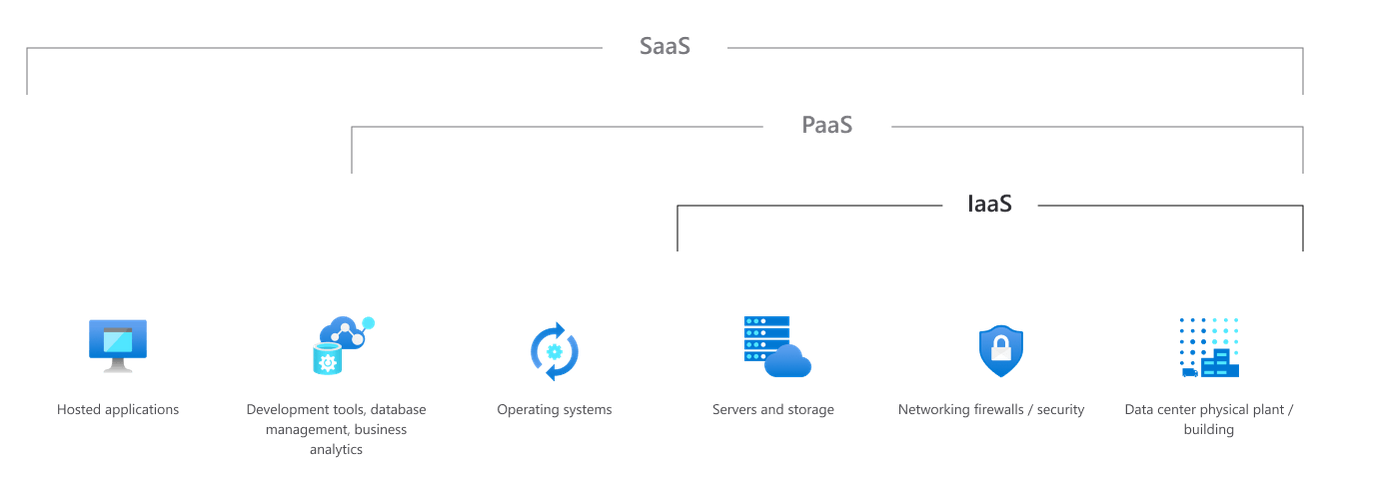 SaaS
PaaS
IaaS
Hosted applications
Development tools, database
management, business
analytics
Operating systems
Servers and storage
Networking firewalls / security
Data center physical plant /
building